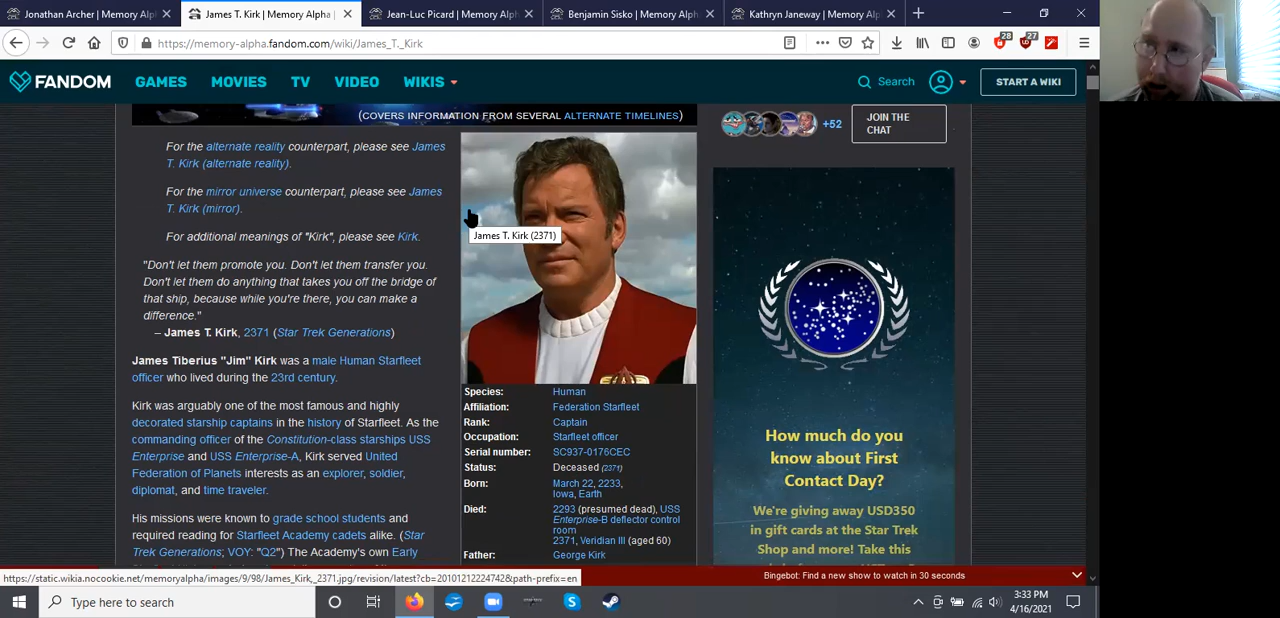 Jonathan Archer | Memory Alpha
James T. Kirk | Memory Alpha
Jean-Luc Picard | Memory Alpha
Benjamin Sisko | Memory Alpha
Kathryn Janeway | Memory Alp
https://memory-alpha.fandom.com/wiki/James_T._Kirk
28
27
FANDOM
GAMES
MOVIES
TV
VIDEO
WIKIS
Search
START A WIKI
(COVERS INFORMATION FROM SEVERAL ALTERNATE TIMELINES)
For the alternate reality counterpart, please see James
T. Kirk (alternate reality).
For the mirror universe counterpart, please see James
T. Kirk (mirror).
For additional meanings of "Kirk", please see Kirk.
"Don't let them promote you. Don't let them transfer you.
Don't let them do anything that takes you off the bridge of
that ship, because while you're there, you can make a
difference."
– James T. Kirk, 2371 (Star Trek Generations)
James Tiberius "Jim" Kirk was a male Human Starfleet
officer who lived during the 23rd century.
Kirk was arguably one of the most famous and highly
decorated starship captains in the history of Starfleet. As the
commanding officer of the Constitution-class starships USS
Enterprise and USS Enterprise-A, Kirk served United
Federation of Planets interests as an explorer, soldier,
diplomat, and time traveler.
His missions were known to grade school students and
required reading for Starfleet Academy cadets alike. (Star
Trek Generations; VOY: "Q2") The Academy's own Early
James T. Kirk (2371)
Species: Human
Affiliation: Federation Starfleet
Rank: Captain
Occupation: Starfleet officer
Serial number: SC937-0176CEC
Status: Deceased (2371)
Born: March 22, 2233,
Iowa, Earth
Died: 2293 (presumed dead), USS
Enterprise-B deflector control
room
2371, Veridian III (aged 60)
Father: George Kirk
+52
JOIN THE
CHAT
How much do you
know about First
Contact Day?
We're giving away USD350
in gift cards at the Star Trek
Shop and more! Take this
https://static.wikia.nocookie.net/memoryalpha/images/9/98/James_Kirk,_2371.jpg/revision/latest?cb=20101212224742&path-prefix=en
Bingebot: Find a new show to watch in 30 seconds
Type here to search
3:33 PM
4/16/2021